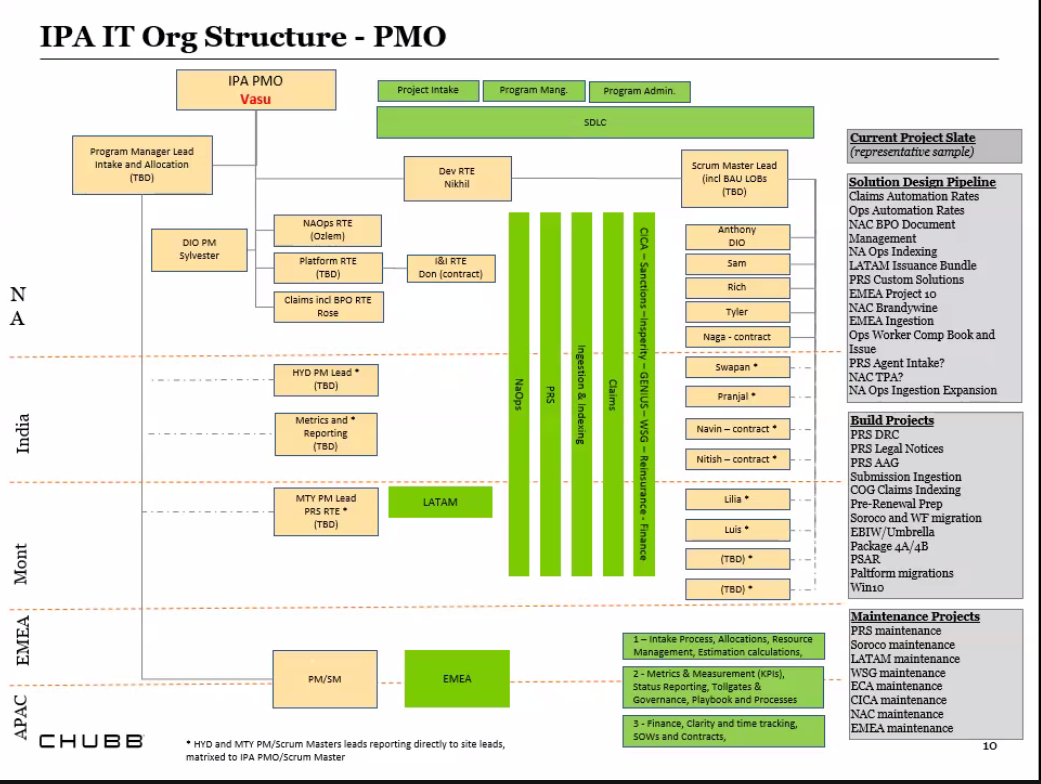 IPA IT Org Structure - PMO
IPA PMO
Vasu
Project Intake
Program Mang.
Program Admin.
SDLC
Program Manager Lead
Intake and Allocation
(TBD)
Dev RTE
Nikhil
Scrum Master Lead
(incl BAU LOBs
(TBD)
DIO PM
Sylvester
NAOps RTE
(Ozlem)
Platform RTE
(TBD)
I&I RTE
Don (contract)
Claims incl BPO RTE
Rose
Anthony
DIO
Sam
Rich
Tyler
Naga - contract
N
A
HYD PM Lead *
(TBD)
Metrics and *
Reporting
(TBD)
Swapan *
Pranjal *
Navin – contract *
Nitish – contract *
India
NaOps
PRS
Ingestion & Indexing
Claims
CICA – Sanctions –Insperity – GENIUS – WSG – Reinsurance - Finance
MTY PM Lead
PRS RTE *
(TBD)
LATAM
Lilia *
Luis *
(TBD) *
(TBD) *
Mont
EMEA
PM/SM
EMEA
APAC
1 – Intake Process, Allocations, Resource
Management, Estimation calculations,
2 - Metrics & Measurement (KPIs),
Status Reporting, Tollgates &
Governance, Playbook and Processes
3 - Finance, Clarity and time tracking,
SOWs and Contracts,
Current Project Slate
(representative sample)
Solution Design Pipeline
Claims Automation Rates
Ops Automation Rates
NAC BPO Document
Management
NA Ops Indexing
LATAM Issuance Bundle
PRS Custom Solutions
EMEA Project 10
NAC Brandywine
EMEA Ingestion
Ops Worker Comp Book and
Issue
PRS Agent Intake?
NAC TPA?
NA Ops Ingestion Expansion
Build Projects
PRS DRC
PRS Legal Notices
PRS AAG
Submission Ingestion
COG Claims Indexing
Pre-Renewal Prep
Soroco and WF migration
EBIW/Umbrella
Package 4A/4B
PSAR
Paltform migrations
Win10
Maintenance Projects
PRS maintenance
Soroco maintenance
LATAM maintenance
WSG maintenance
ECA maintenance
CICA maintenance
NAC maintenance
EMEA maintenance
CHUBB
* HYD and MTY PM/Scrum Masters leads reporting directly to site leads,
matrixed to IPA PMO/Scrum Master
10